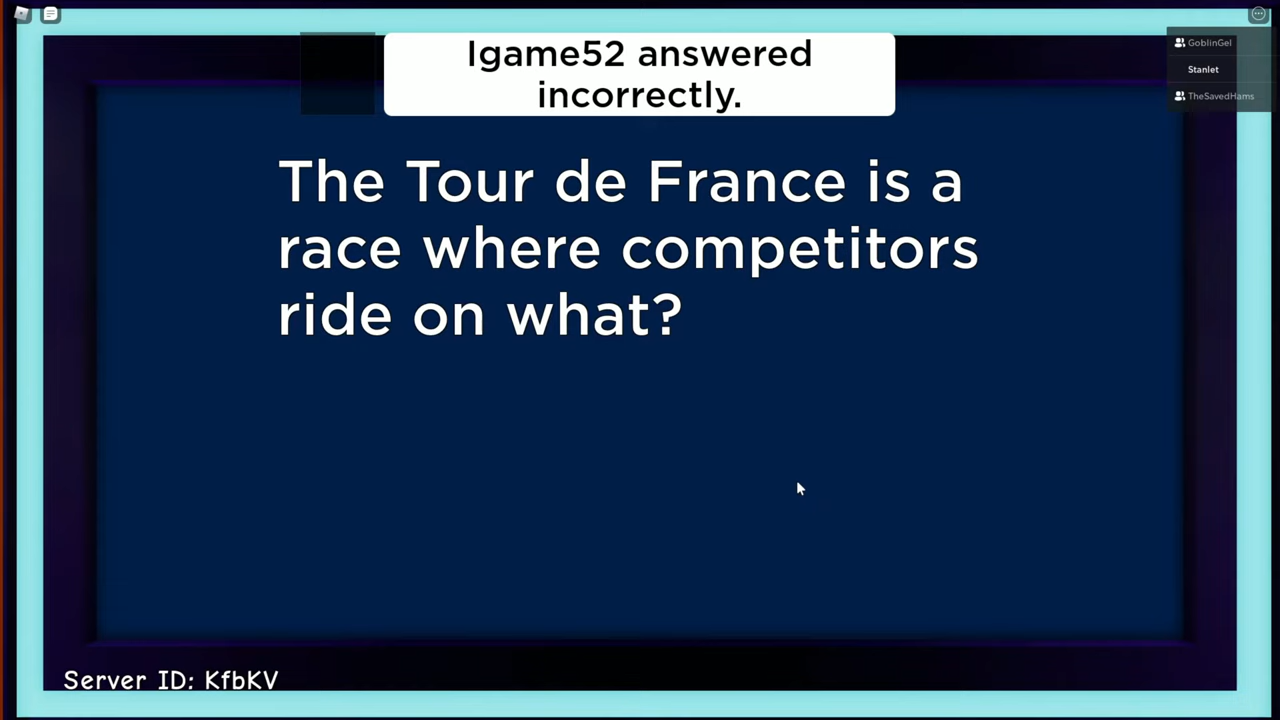 Igame52 answered
incorrectly.
GoblinGel
Stanlet
TheSavedHams
The Tour de France is a
race where competitors
ride on what?
Server ID: KfbKV